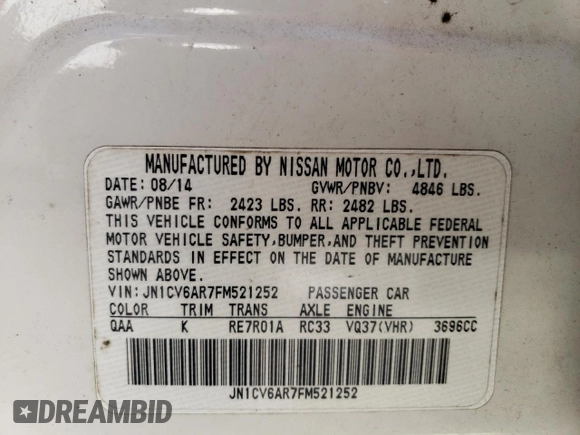 MANUFACTURED BY NISSAN MOTOR CO.,LTD.
DATE: 08/14 GVWR/PNBV: 4846 LBS.
GAWR/PNBE FR: 2423 LBS. RR: 2482 LBS.
THIS VEHICLE CONFORMS TO ALL APPLICABLE FEDERAL
MOTOR VEHICLE SAFETY,BUMPER,AND THEFT PREVENTION
STANDARDS IN EFFECT ON THE DATE OF MANUFACTURE
SHOWN ABOVE.
VIN: JN1CV6AR7FM521252 PASSENGER CAR
COLOR TRIM TRANS AXLE ENGINE
QAA K RE7R01A RC33 VQ37(VHR) 3696CC
JN1CV6AR7FM521252
DREAMBID